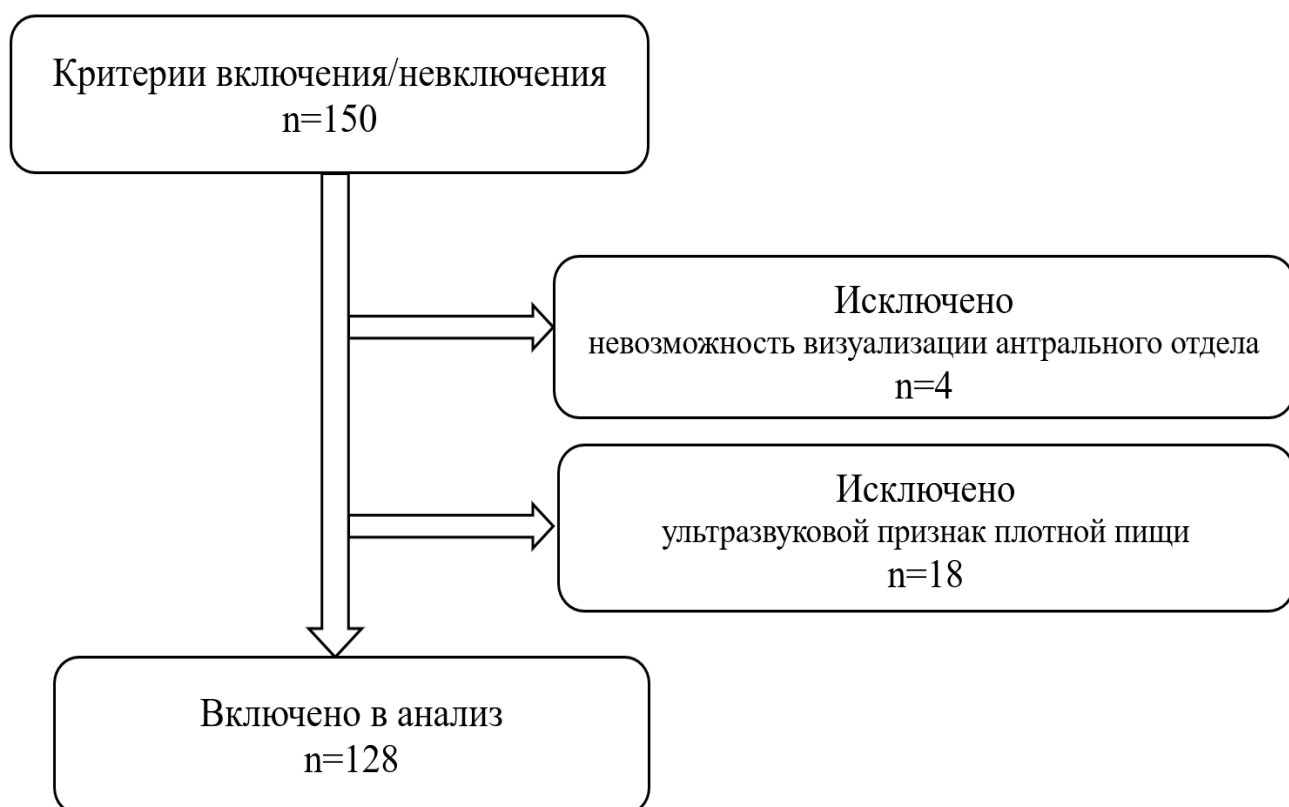 Критерии включения/невключения
n=150
Исключено
невозможность визуализации антрального отдела
n=4
Исключено
ультразвуковой признак плотной пищи
n=18
Включено в анализ
n=128